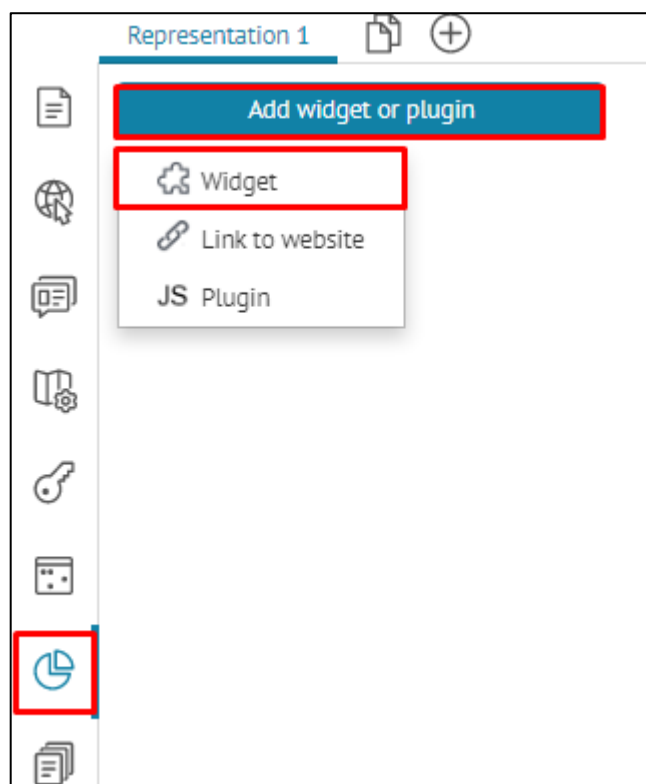 Representation 1
Add widget or plugin
Widget
Link to website
JS Plugin